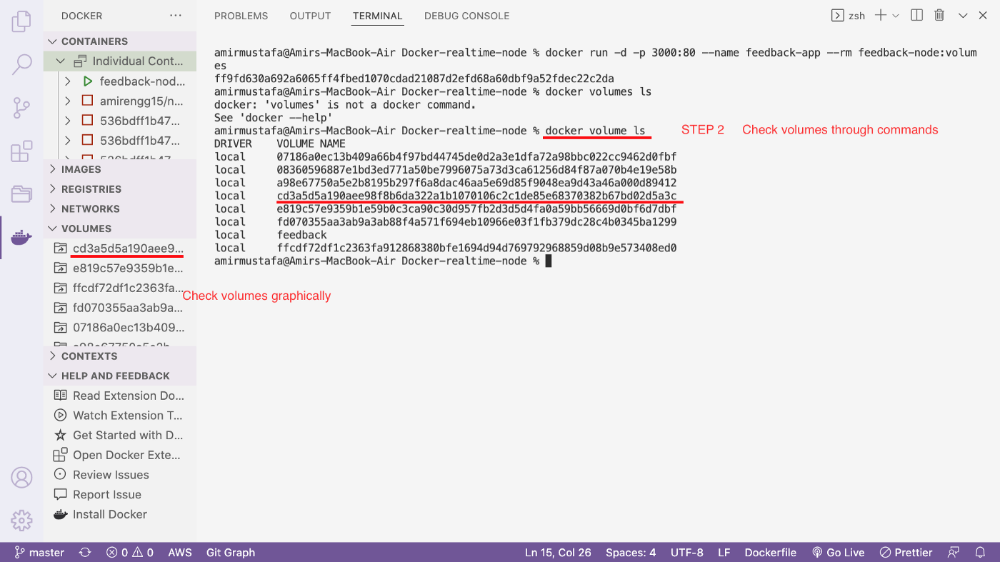 DOCKER
PROBLEMS OUTPUT TERMINAL DEBUG CONSOLE
zsh
CONTAINERS
Individual Cont...
feedback-nod...
amirengg15/n...
536bdff1b47...
536bdff1b47...
536bdff1b47...
IMAGES
REGISTRIES
NETWORKS
VOLUMES
cd3a5d5a190aee9...
e819c57e9359b1e...
ffcdf72df1c2363fa...
fd070355aa3ab9a...
07186a0ec13b409...
a98e67750a5e2b...
CONTEXTS
HELP AND FEEDBACK
Read Extension Do...
Watch Extension T...
Get Started with D...
Open Docker Exte...
Review Issues
Report Issue
Install Docker
amirmustafa@Amirs-MacBook-Air Docker-realtime-node % docker run -d -p 3000:80 --name feedback-app --rm feedback-node:volum
es
ff9fd630a692a6065ff4fbed1070cdad21087d2efd68a60dbf9a52fdec22c2da
amirmustafa@Amirs-MacBook-Air Docker-realtime-node % docker volumes ls
docker: 'volumes' is not a docker command.
See 'docker --help'
amirmustafa@Amirs-MacBook-Air Docker-realtime-node % docker volume ls
STEP 2 Check volumes through commands
DRIVER VOLUME NAME
local 07186a0ec13b409a66b4f97bd44745de0d2a3e1dfa72a98bbc022cc9462d0fbf
local 08360596887e1bd3ed771a50be7996075a73d3ca61256d84f87a070b4e19e58b
local a98e67750a5e2b8195b297f6a8dac46aa5e69d85f9048ea9d43a46a000d89412
local cd3a5d5a190aee98f8b6da322a1b1070106c2c1de85e68370382b67bd02d5a3c
local e819c57e9359b1e59b0c3ca90c30d957fb2d3d5d4fa0a59bb56669d0bf6d7dbf
local fd070355aa3ab9a3ab88f4a571f694eb10966e03f1fb379dc28c4b0345ba1299
local feedback
local ffcdf72df1c2363fa912868380bfe1694d94d769792968859d08b9e573408ed0
amirmustafa@Amirs-MacBook-Air Docker-realtime-node %
Check volumes graphically
master 0 0 AWS Git Graph Ln 15, Col 26 Spaces: 4 UTF-8 LF Dockerfile Go Live Prettier